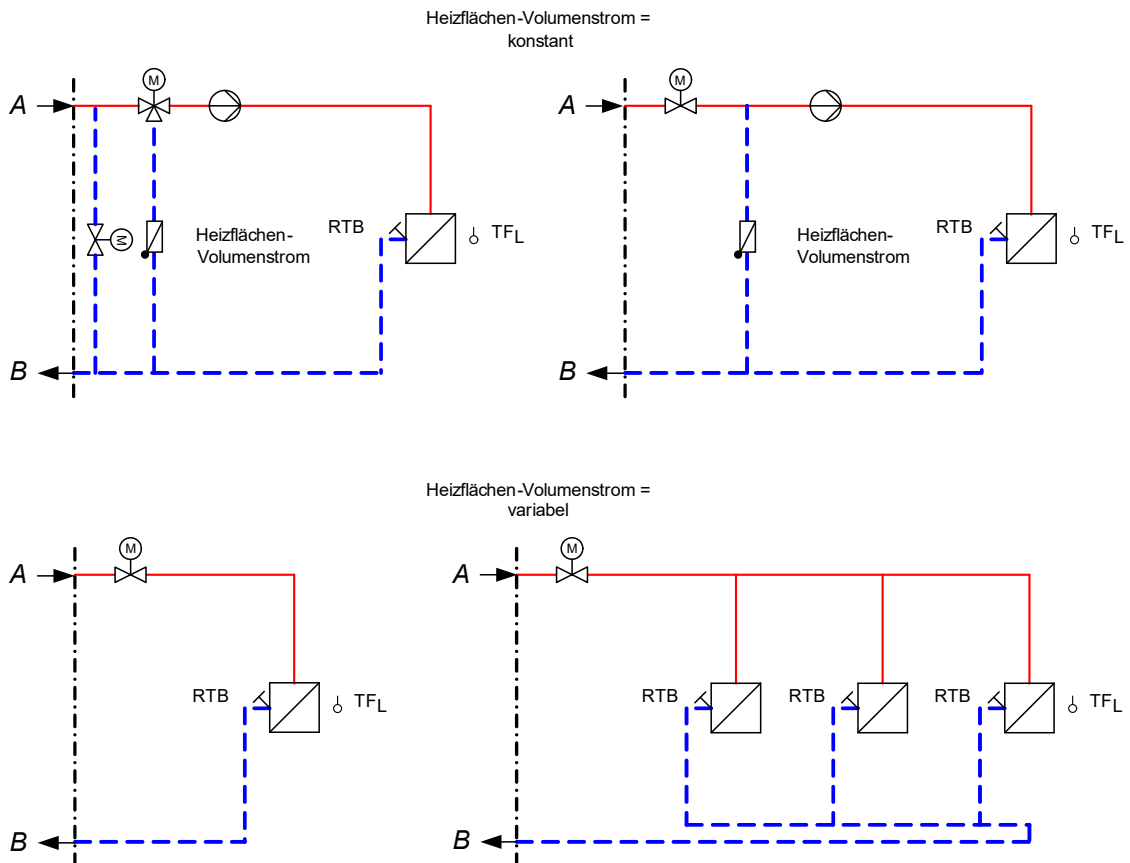 Heizflächen-Volumenstrom =
konstant
M
A
M
RTB
TFL
Heizflächen-
Volumenstrom
B
M
A
RTB
TFL
Heizflächen-
Volumenstrom
B
Heizflächen-Volumenstrom =
variabel
M
A
RTB
TFL
B
M
A
RTB
RTB
RTB
TFL
B